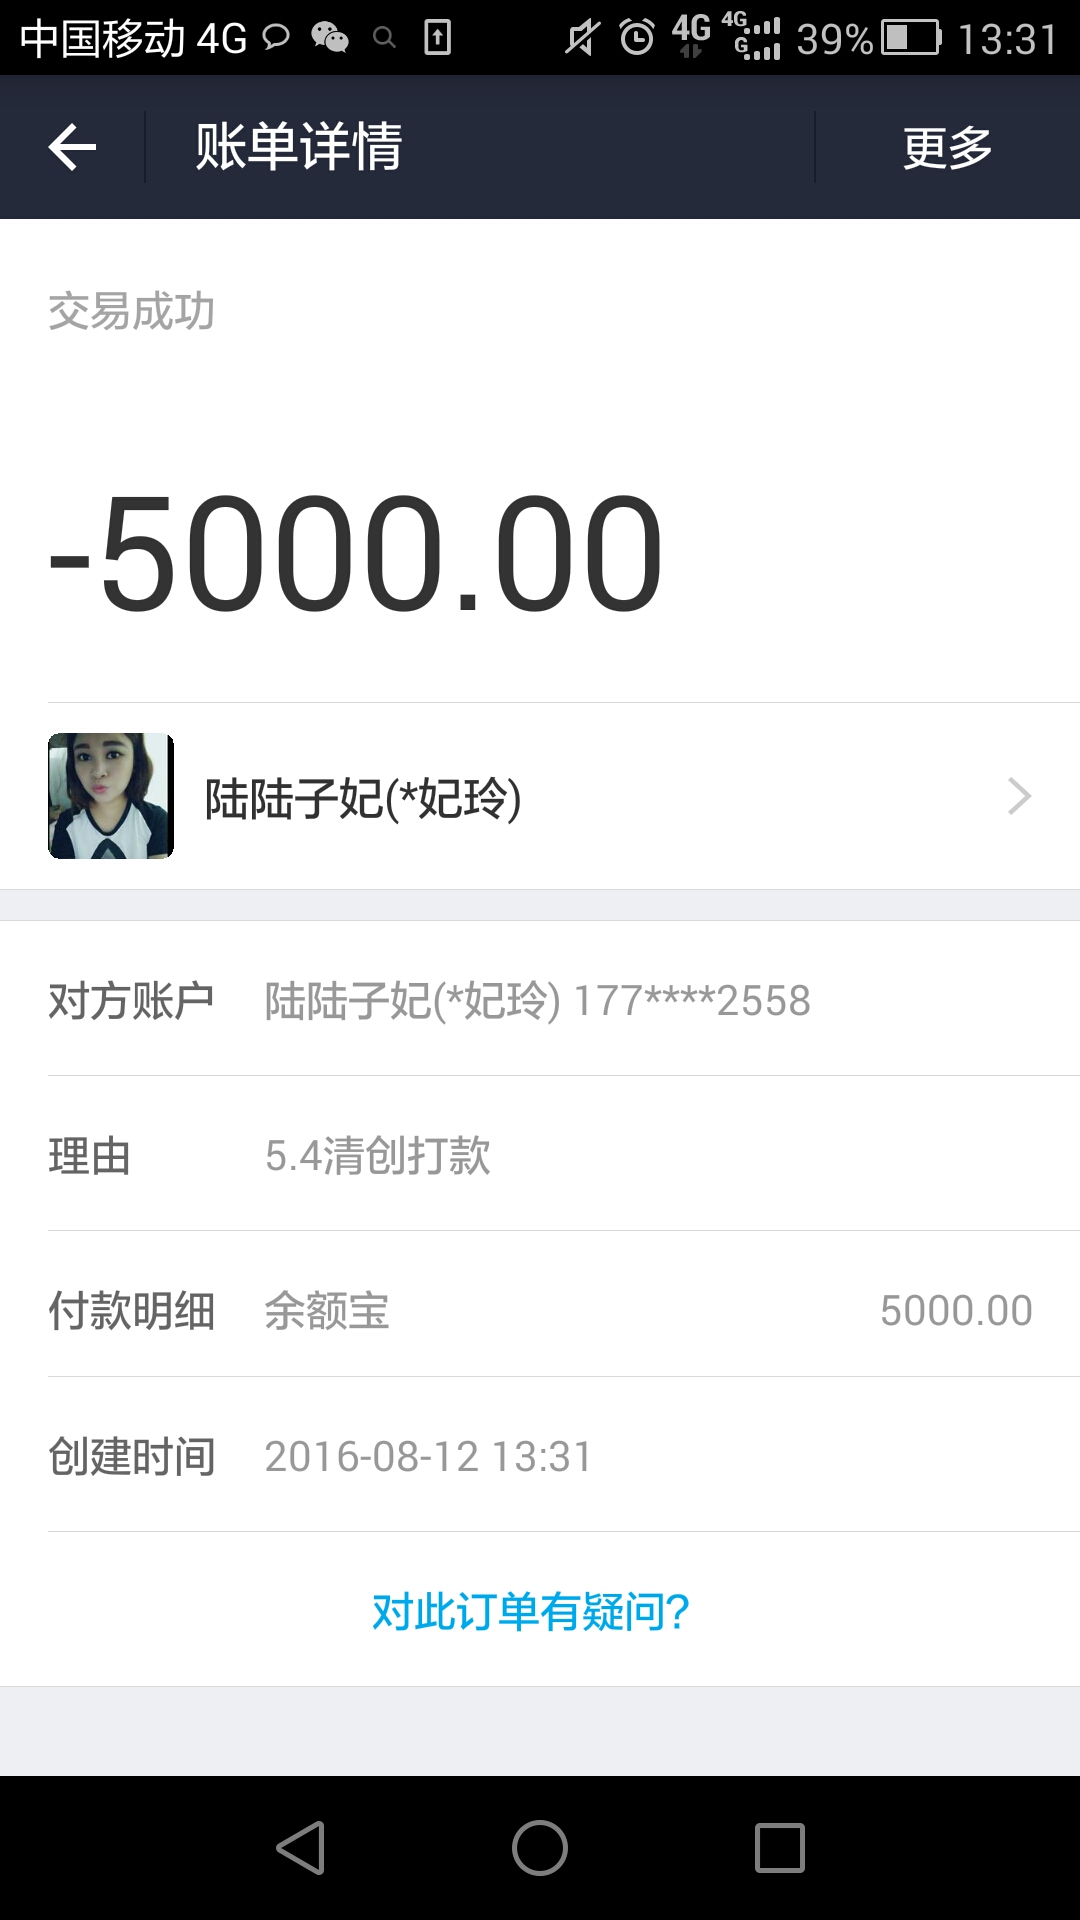 中国移动 4G 4G 4G G 39% 13:31
账单详情 更多
交易成功
-5000.00
陆陆子妃(*妃玲)
对方账户 陆陆子妃(*妃玲) 177****2558
理由 5.4清创打款
付款明细 余额宝 5000.00
创建时间 2016-08-12 13:31
对此订单有疑问?